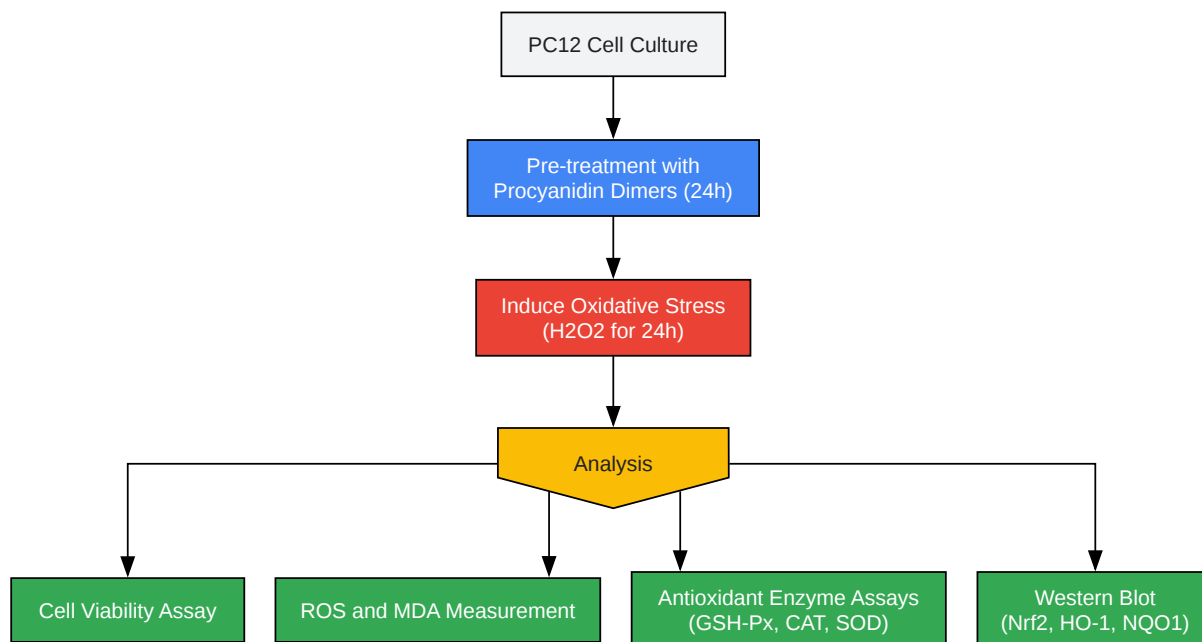 PC12 Cell Culture
Pre-treatment with
Procyanidin Dimers (24h)
Induce Oxidative Stress
(H2O2 for 24h)
Analysis
Cell Viability Assay
ROS and MDA Measurement
Antioxidant Enzyme Assays
(GSH-Px, CAT, SOD)
Western Blot
(Nrf2, HO-1, NQO1)